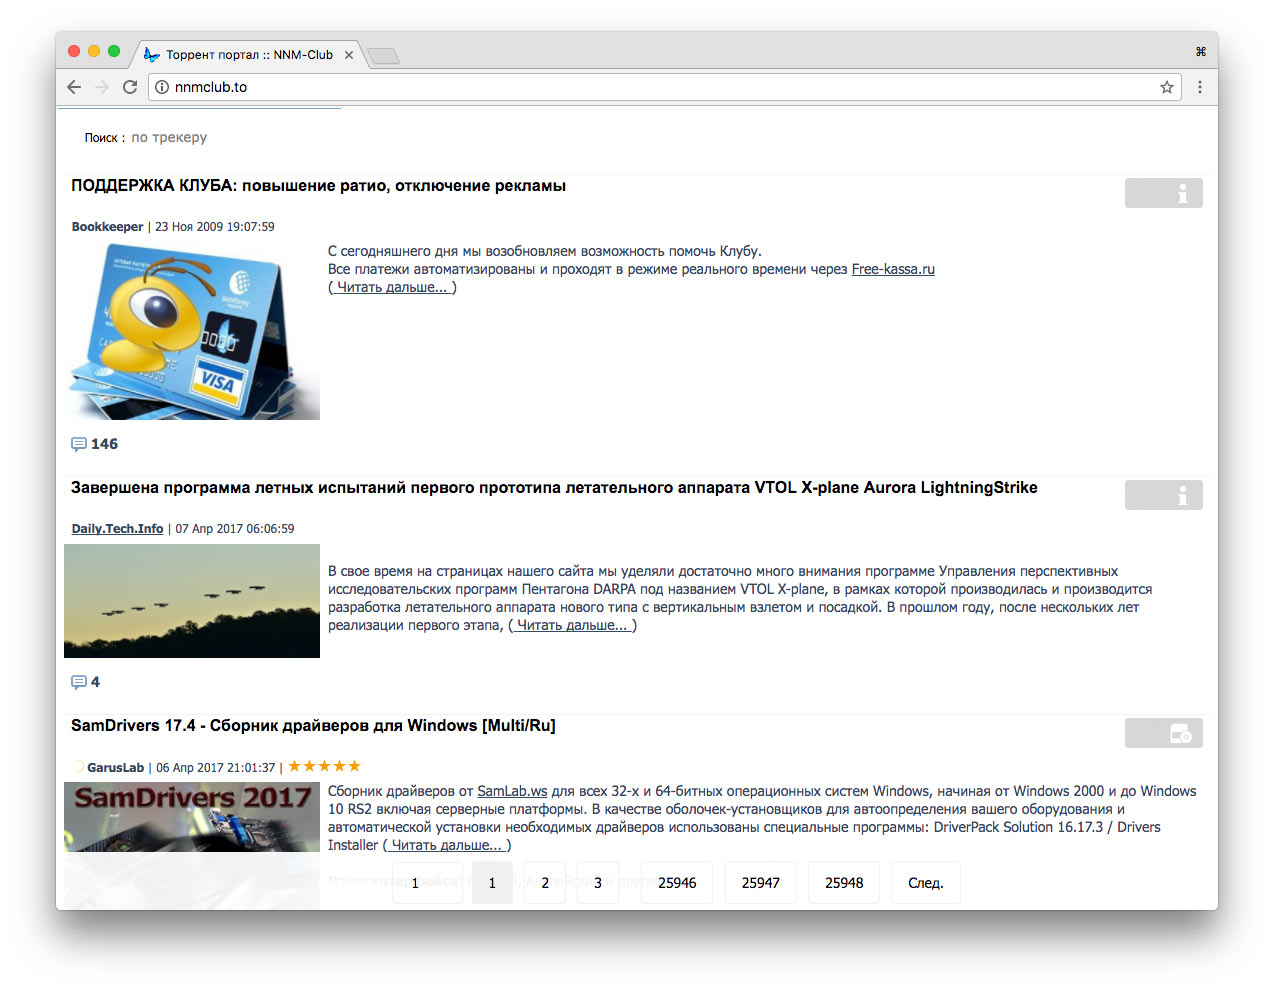 Торрент портал :: NNM-Club
nnmclub.to
Поиск : по трекеру
ПОДДЕРЖКА КЛУБА: повышение ратио, отключение рекламы
Bookkeeper | 23 Ноя 2009 19:07:59
С сегодняшнего дня мы возобновляем возможность помочь Клубу.
Все платежи автоматизированы и проходят в режиме реального времени через Free-kassa.ru
( Читать дальше... )
WebMoney
VISA
146
Завершена программа летных испытаний первого прототипа летательного аппарата VTOL X-plane Aurora LightningStrike
Daily.Tech.Info | 07 Апр 2017 06:06:59
В свое время на страницах нашего сайта мы уделяли достаточно много внимания программе Управления перспективных
исследовательских программ Пентагона DARPA под названием VTOL X-plane, в рамках которой производилась и производится
разработка летательного аппарата нового типа с вертикальным взлетом и посадкой. В прошлом году, после нескольких лет
реализации первого этапа, ( Читать дальше... )
4
SamDrivers 17.4 - Сборник драйверов для Windows [Multi/Ru]
GarusLab | 06 Апр 2017 21:01:37 |
SamDrivers 2017
Сборник драйверов от SamLab.ws для всех 32-х и 64-битных операционных систем Windows, начиная от Windows 2000 и до Windows
10 RS2 включая серверные платформы. В качестве оболочек-установщиков для автоопределения вашего оборудования и
автоматической установки необходимых драйверов использованы специальные программы: DriverPack Solution 16.17.3 / Drivers
Installer ( Читать дальше... )
1 1 2 3 25946 25947 25948 След.